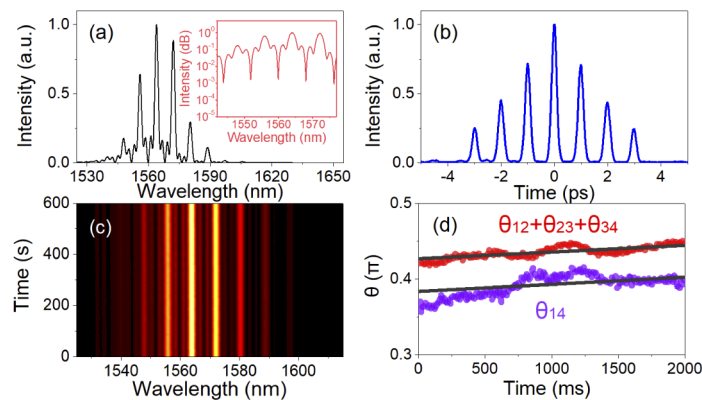 (a)
Intensity (a.u.)
1.0
0.5
0.0
1530
1560
1590
1620
1650
Wavelength (nm)
Intensity (dB)
10⁰
10⁻¹
10⁻²
10⁻³
10⁻⁴
10⁻⁵
1550
1560
1570
Wavelength (nm)
(b)
Intensity (a.u.)
1.0
0.5
0.0
-4
-2
0
2
4
Time (ps)
(c)
Time (s)
600
400
200
0
1540
1560
1580
1600
Wavelength (nm)
(d)
θ₁₂+θ₂₃+θ₃₄
θ₁₄
θ (π)
0.5
0.4
0.3
0
500
1000
1500
2000
Time (ms)